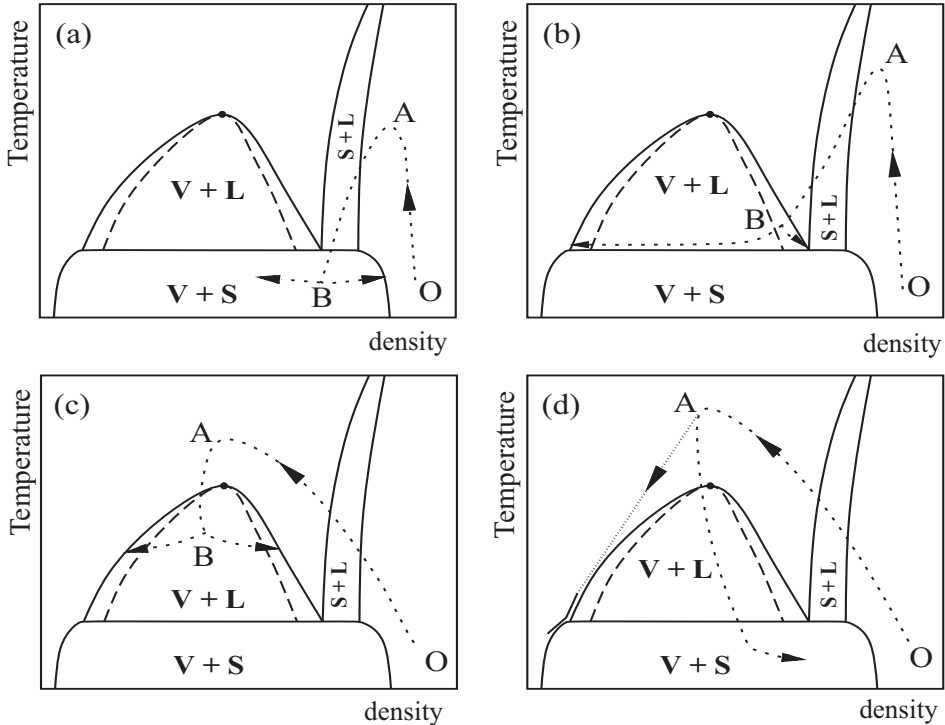 (a)
Temperature
A
S + L
V + L
V + S
B
O
density
(b)
Temperature
A
V + L
B
S + L
V + S
O
density
(c)
Temperature
A
B
S + L
V + L
V + S
O
density
(d)
Temperature
A
V + L
S + L
V + S
O
density